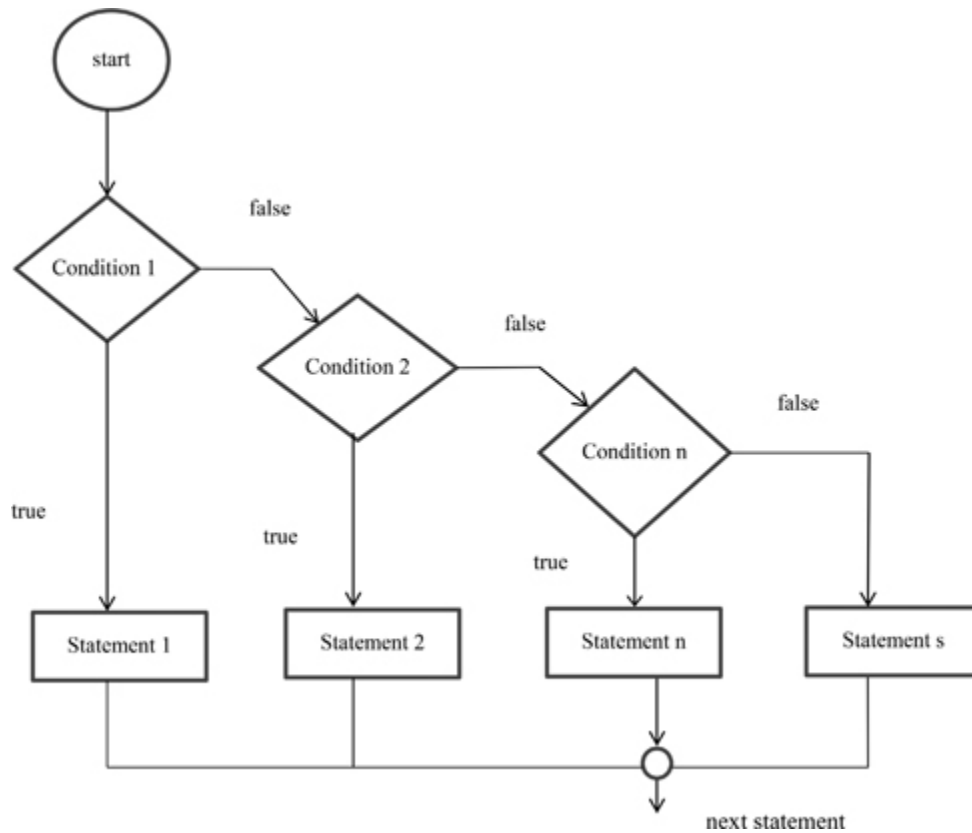 start
false
Condition 1
false
Condition 2
false
Condition n
true
true
true
Statement 1
Statement 2
Statement n
Statement s
next statement